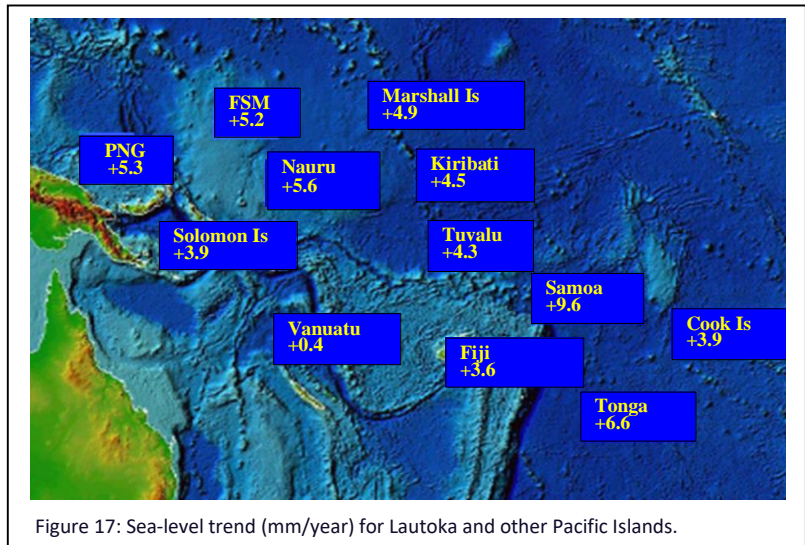 FSM
+5.2
Marshall Is
+4.9
PNG
+5.3
Nauru
+5.6
Kiribati
+4.5
Solomon Is
+3.9
Tuvalu
+4.3
Samoa
+9.6
Vanuatu
+0.4
Fiji
+3.6
Cook Is
+3.9
Tonga
+6.6
Figure 17: Sea-level trend (mm/year) for Lautoka and other Pacific Islands.